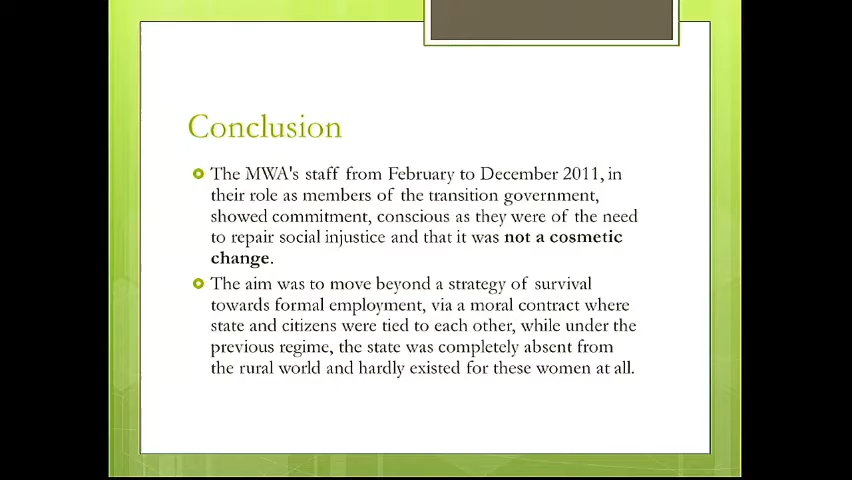 Conclusion
The MWA's staff from February to December 2011, in
their role as members of the transition government,
showed commitment, conscious as they were of the need
to repair social injustice and that it was not a cosmetic
change.
The aim was to move beyond a strategy of survival
towards formal employment, via a moral contract where
state and citizens were tied to each other, while under the
previous regime, the state was completely absent from
the rural world and hardly existed for these women at all.